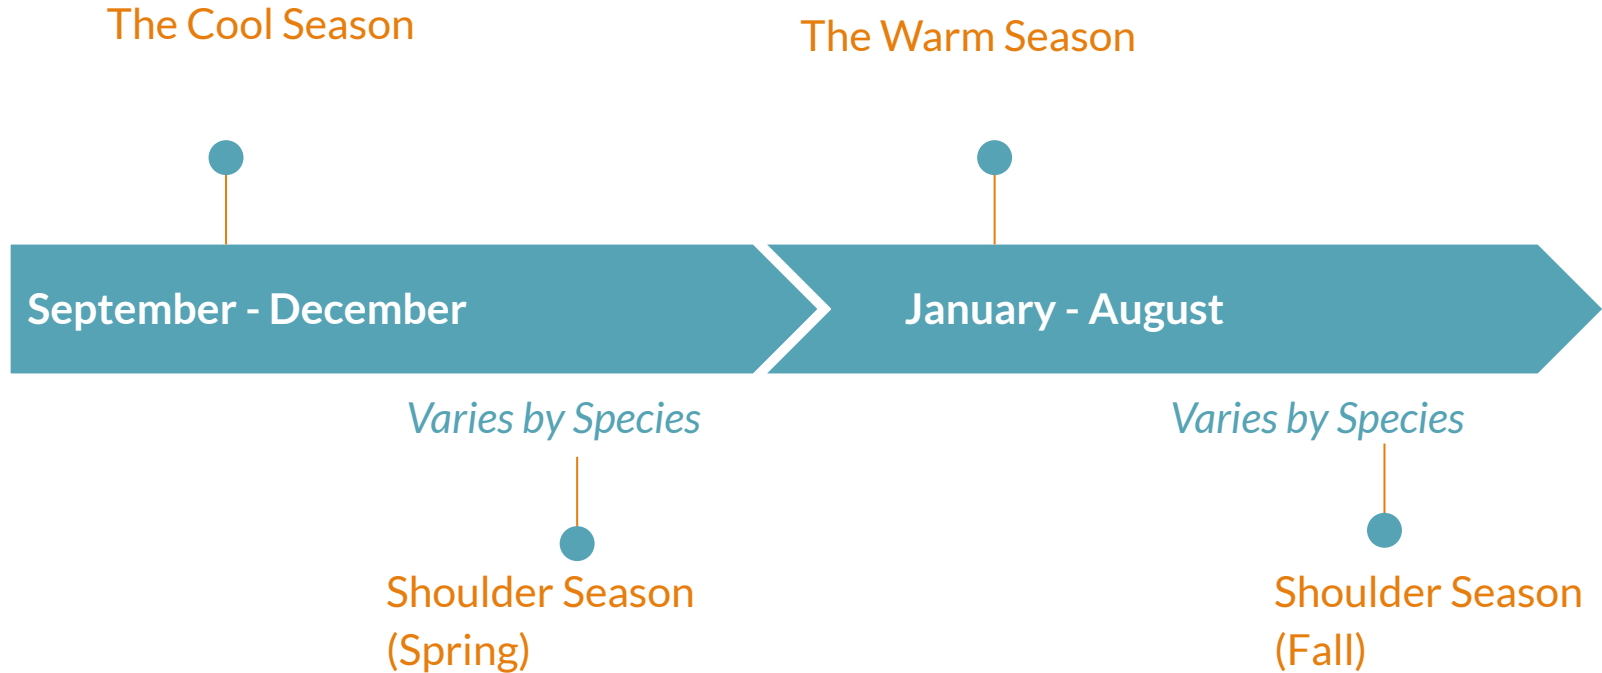 The Cool Season
The Warm Season
September - December
January - August
Varies by Species
Varies by Species
Shoulder Season
(Spring)
Shoulder Season
(Fall)